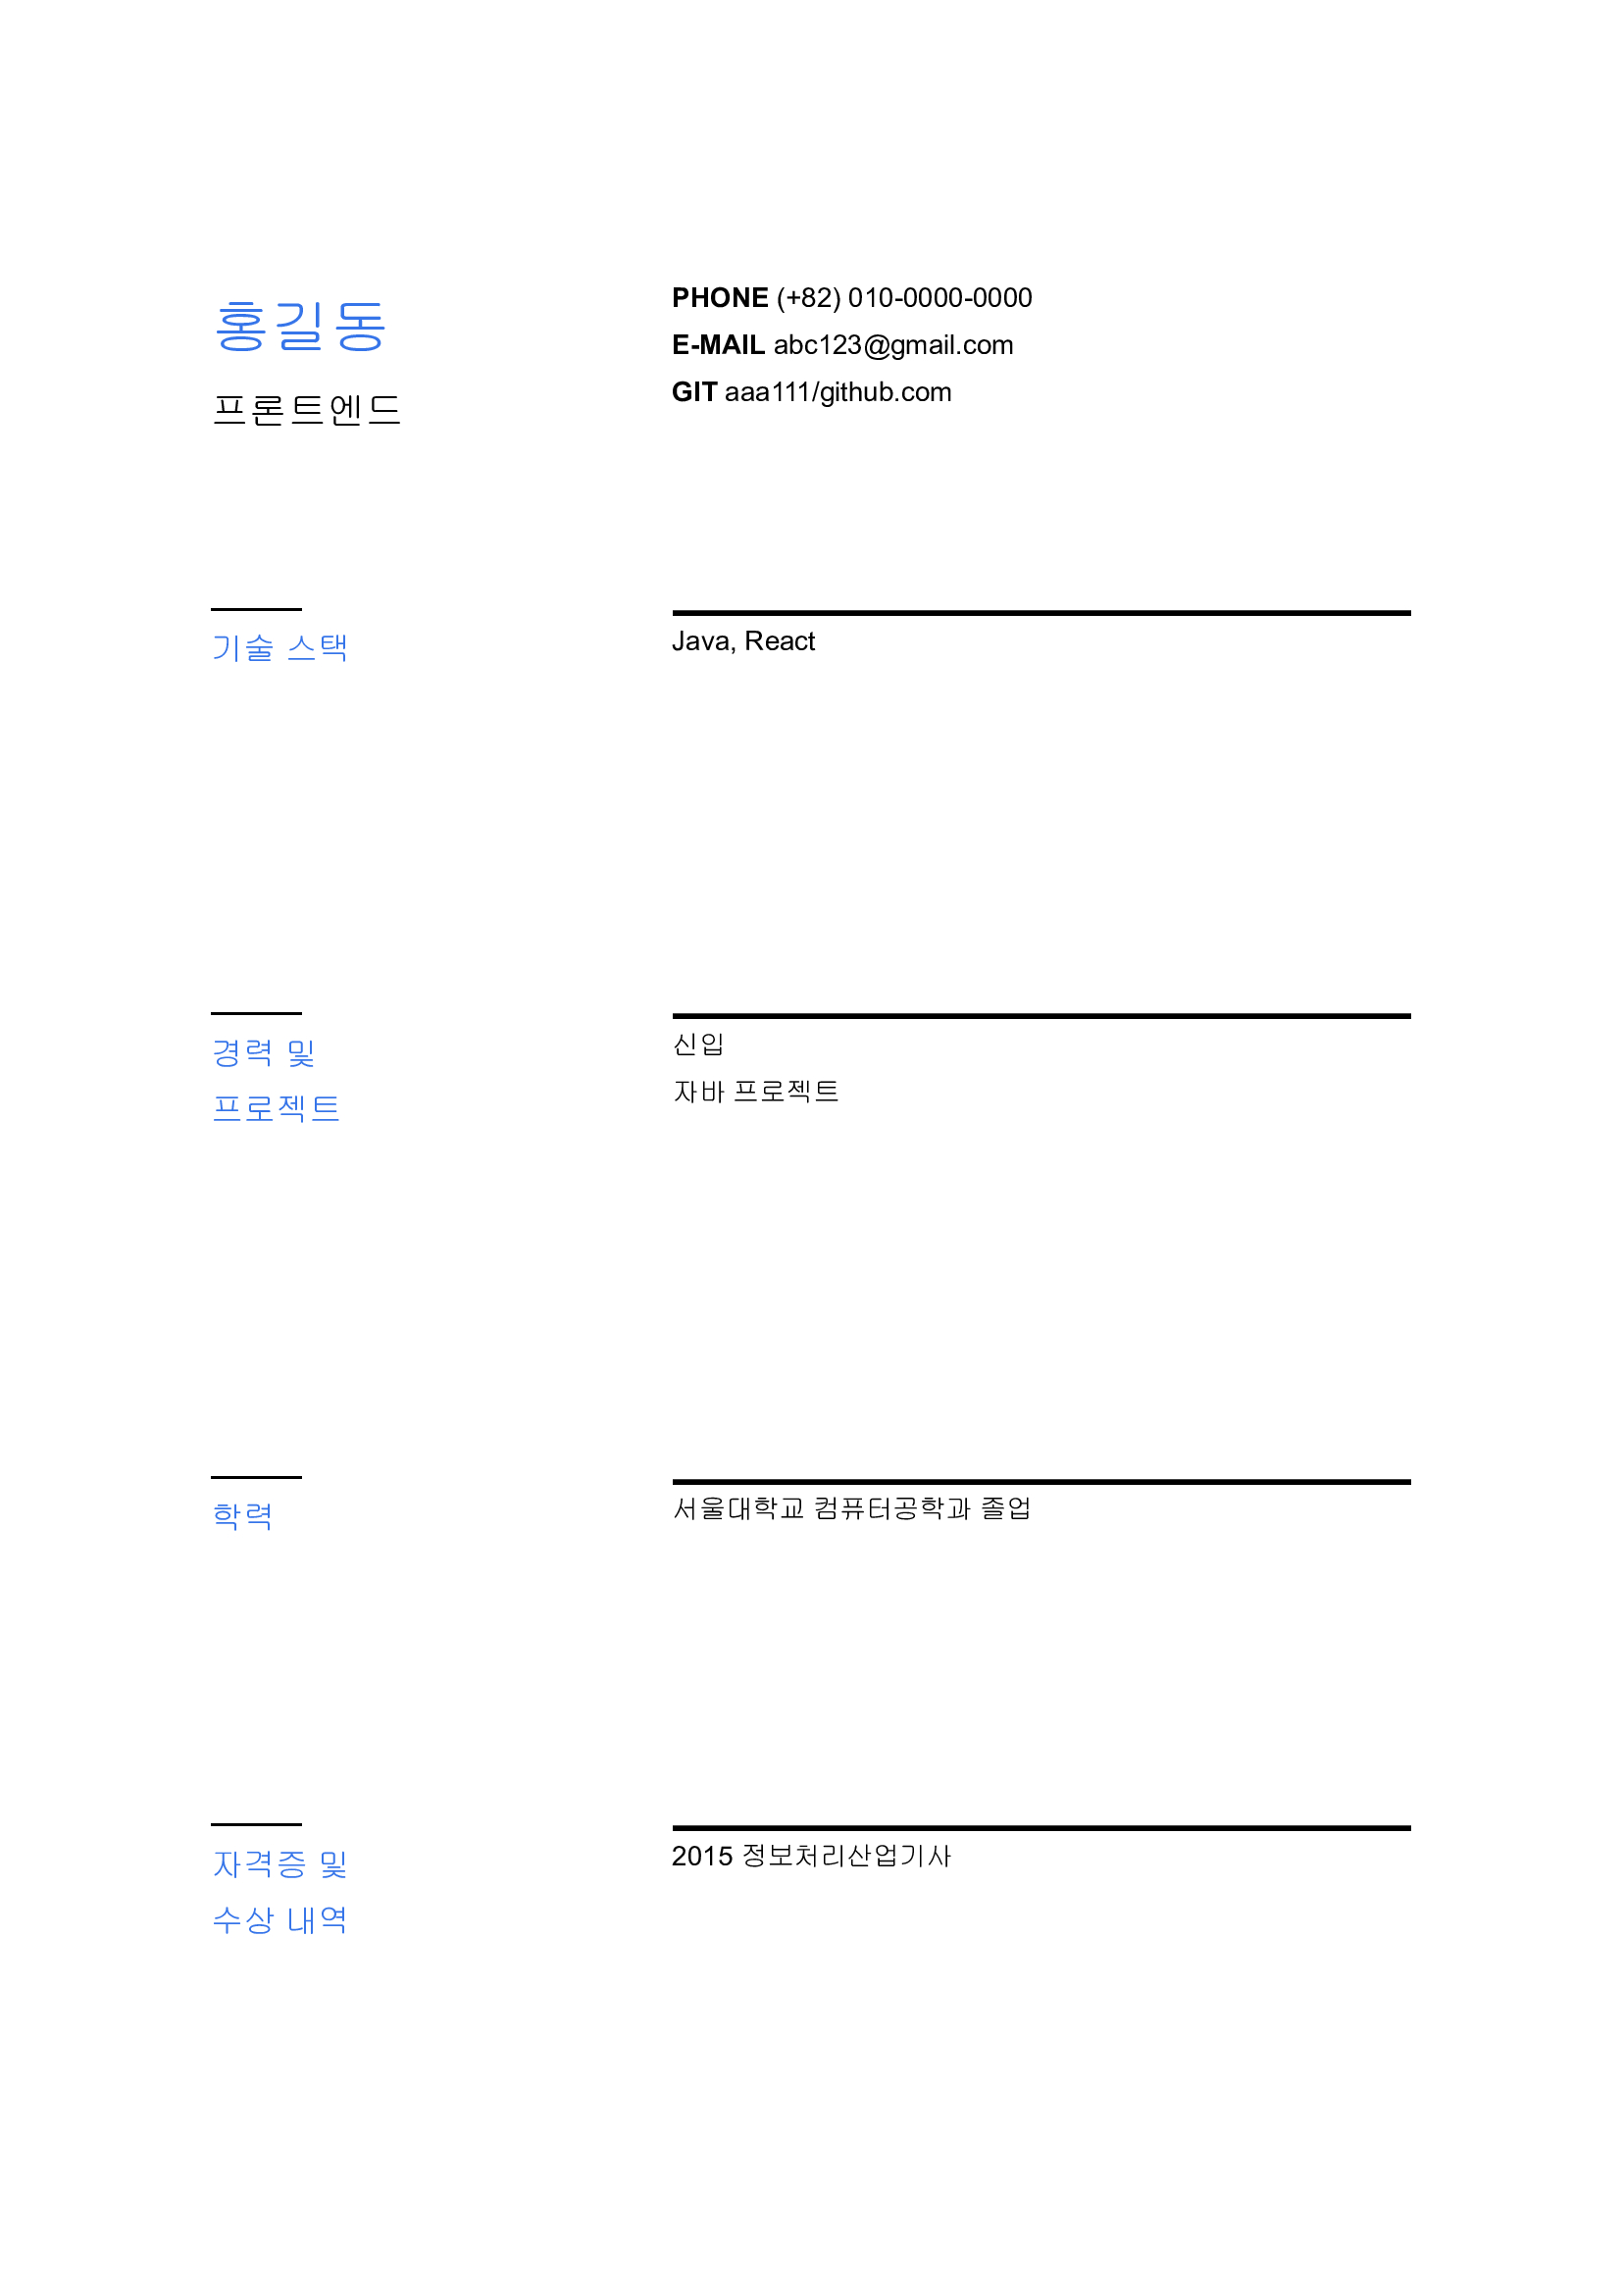 홍길동
프론트엔드
PHONE (+82) 010-0000-0000
E-MAIL abc123@gmail.com
GIT aaa111/github.com
기술 스택
Java, React
경력 및
프로젝트
신입
자바 프로젝트
학력
서울대학교 컴퓨터공학과 졸업
자격증 및
수상 내역
2015 정보처리산업기사